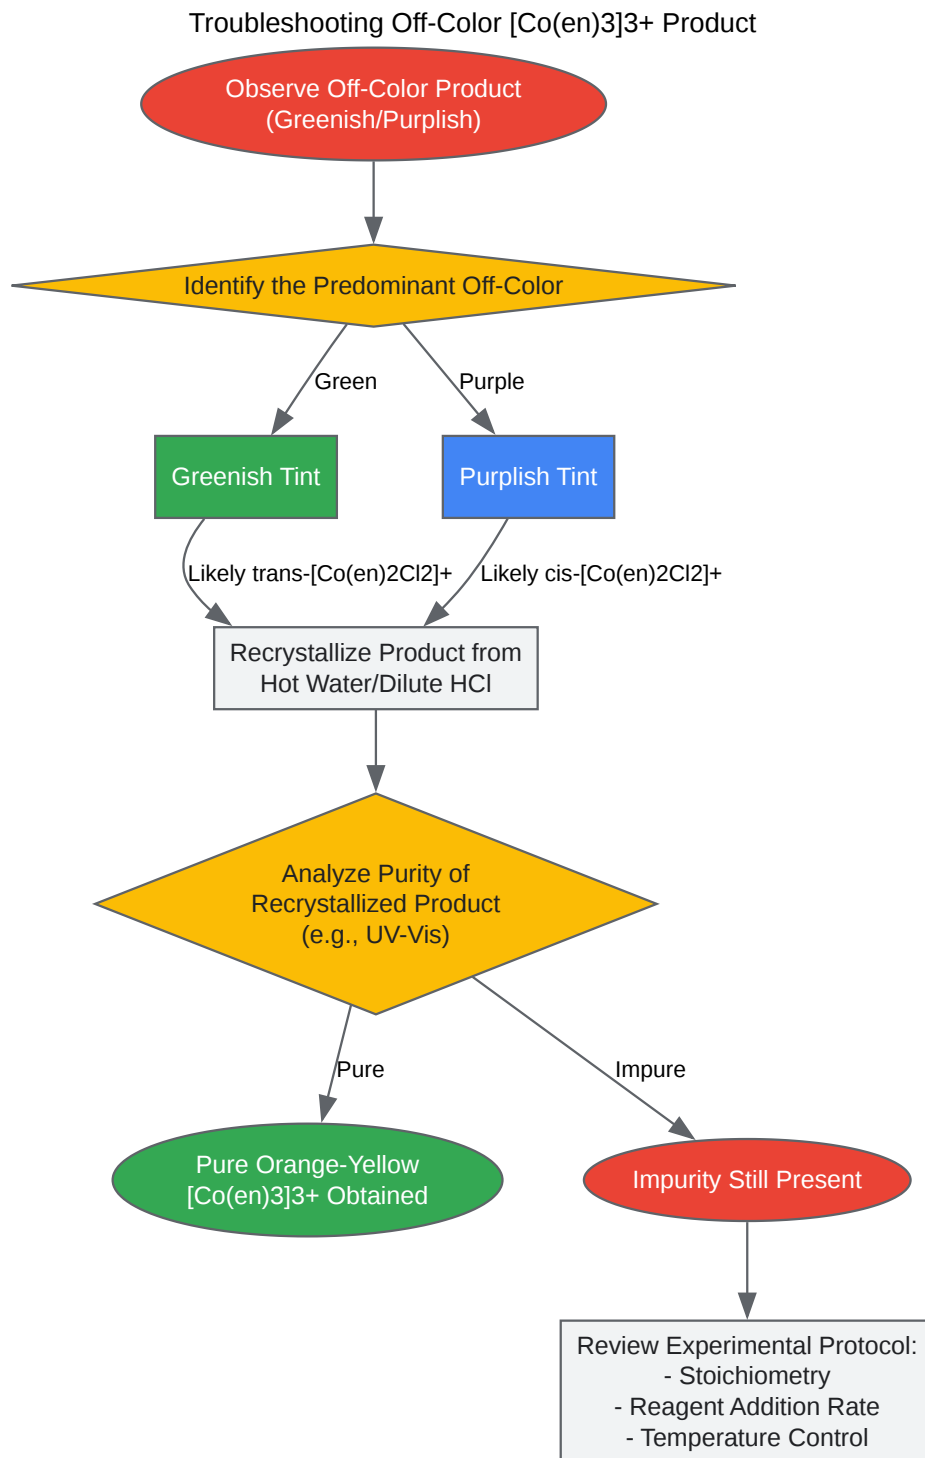 Troubleshooting Off-Color [Co(en)3]3+ Product
Observe Off-Color Product
(Greenish/Purplish)
Identify the Predominant Off-Color
Green
Purple
Greenish Tint
Purplish Tint
Likely trans-[Co(en)2Cl2]+
Likely cis-[Co(en)2Cl2]+
Recrystallize Product from
Hot Water/Dilute HCl
Analyze Purity of
Recrystallized Product
(e.g., UV-Vis)
Pure
Impure
Pure Orange-Yellow
[Co(en)3]3+ Obtained
Impurity Still Present
Review Experimental Protocol:
- Stoichiometry
- Reagent Addition Rate
- Temperature Control